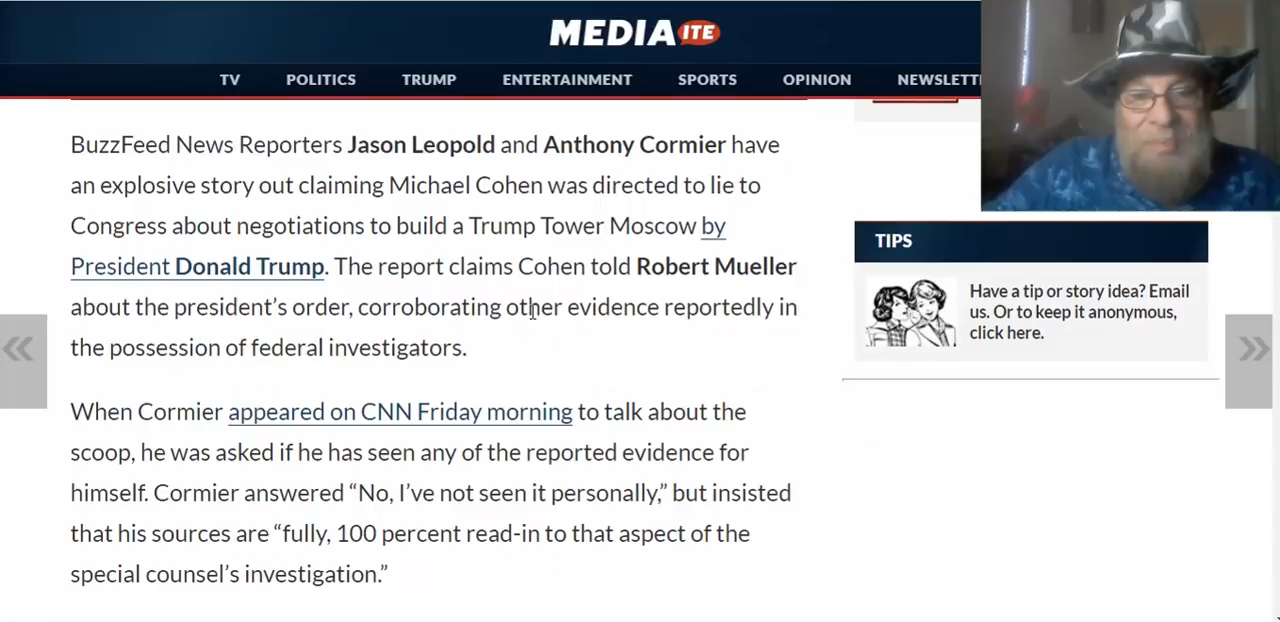 MEDIAITE
TV POLITICS TRUMP ENTERTAINMENT SPORTS OPINION
BuzzFeed News Reporters Jason Leopold and Anthony Cormier have
an explosive story out claiming Michael Cohen was directed to lie to
Congress about negotiations to build a Trump Tower Moscow by
President Donald Trump. The report claims Cohen told Robert Mueller
about the president’s order, corroborating other evidence reportedly in
the possession of federal investigators.
When Cormier appeared on CNN Friday morning to talk about the
scoop, he was asked if he has seen any of the reported evidence for
himself. Cormier answered “No, I’ve not seen it personally,” but insisted
that his sources are “fully, 100 percent read-in to that aspect of the
special counsel’s investigation.”
TIPS
Have a tip or story idea? Email
us. Or to keep it anonymous,
click here.